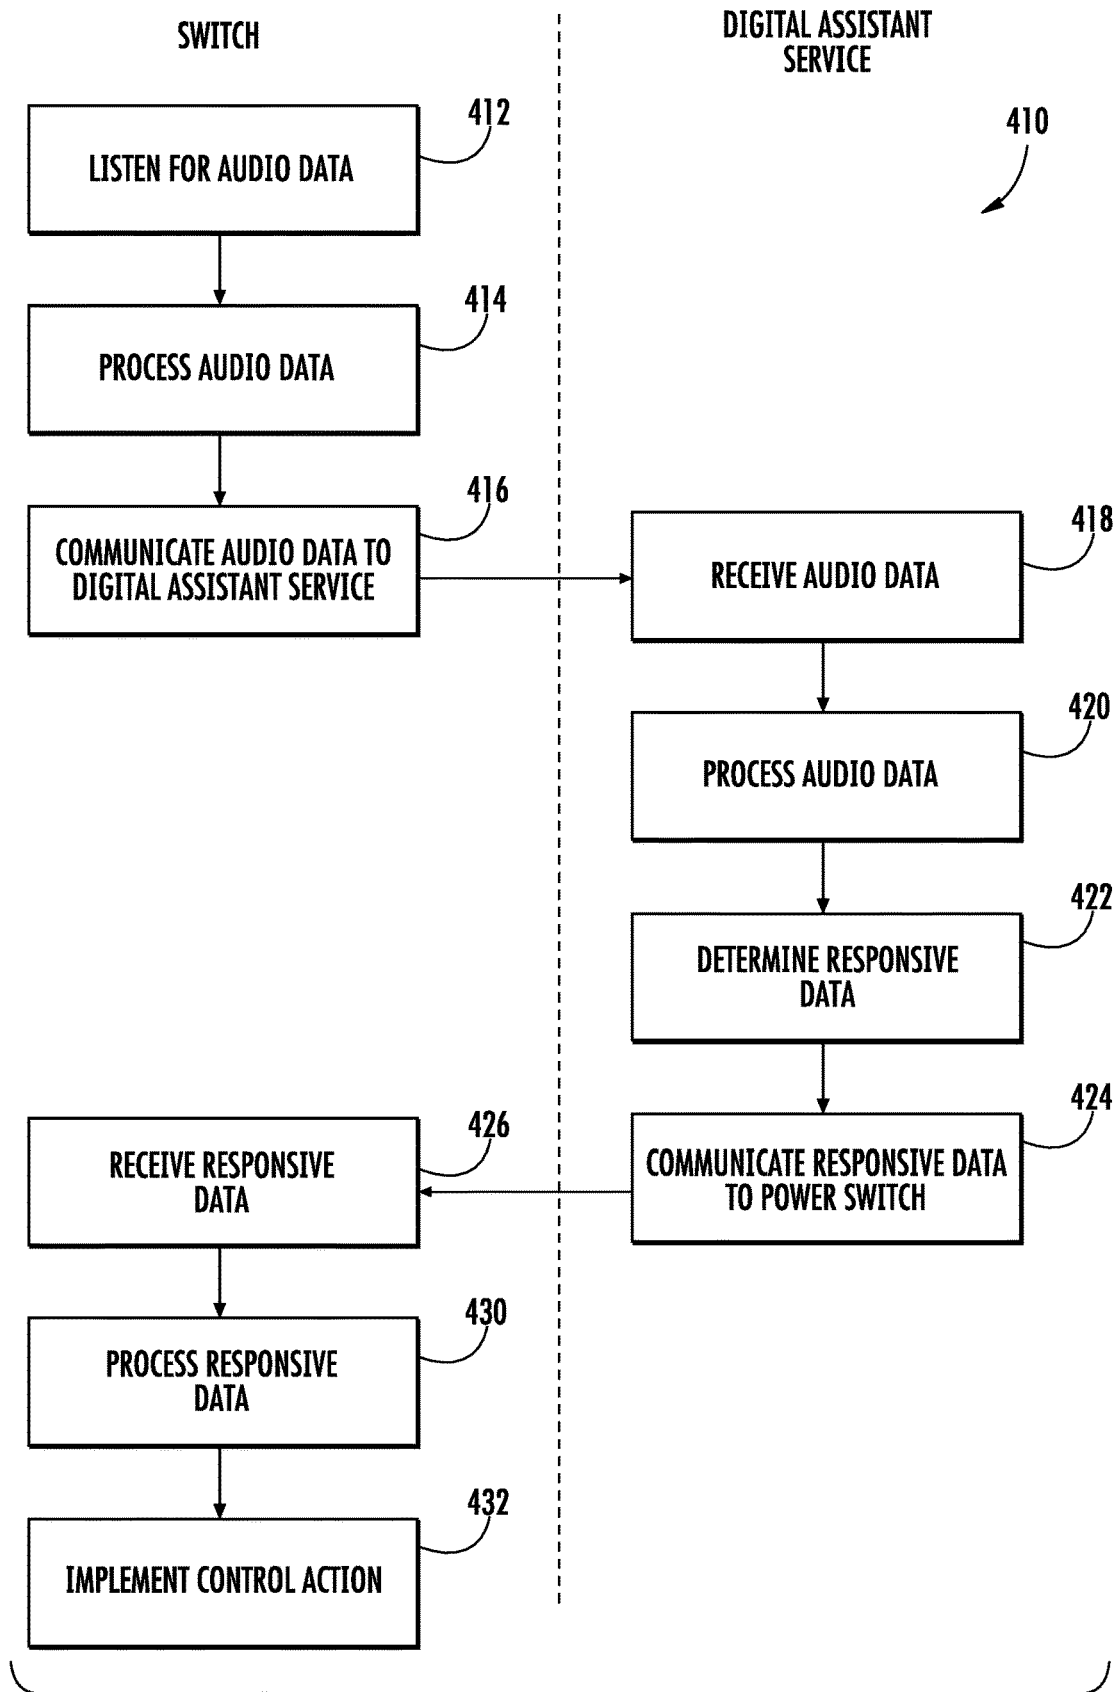 SWITCH
DIGITAL ASSISTANT
SERVICE
410
412
LISTEN FOR AUDIO DATA
414
PROCESS AUDIO DATA
416
COMMUNICATE AUDIO DATA TO
DIGITAL ASSISTANT SERVICE
418
RECEIVE AUDIO DATA
420
PROCESS AUDIO DATA
422
DETERMINE RESPONSIVE
DATA
424
COMMUNICATE RESPONSIVE DATA
TO POWER SWITCH
426
RECEIVE RESPONSIVE
DATA
430
PROCESS RESPONSIVE
DATA
432
IMPLEMENT CONTROL ACTION